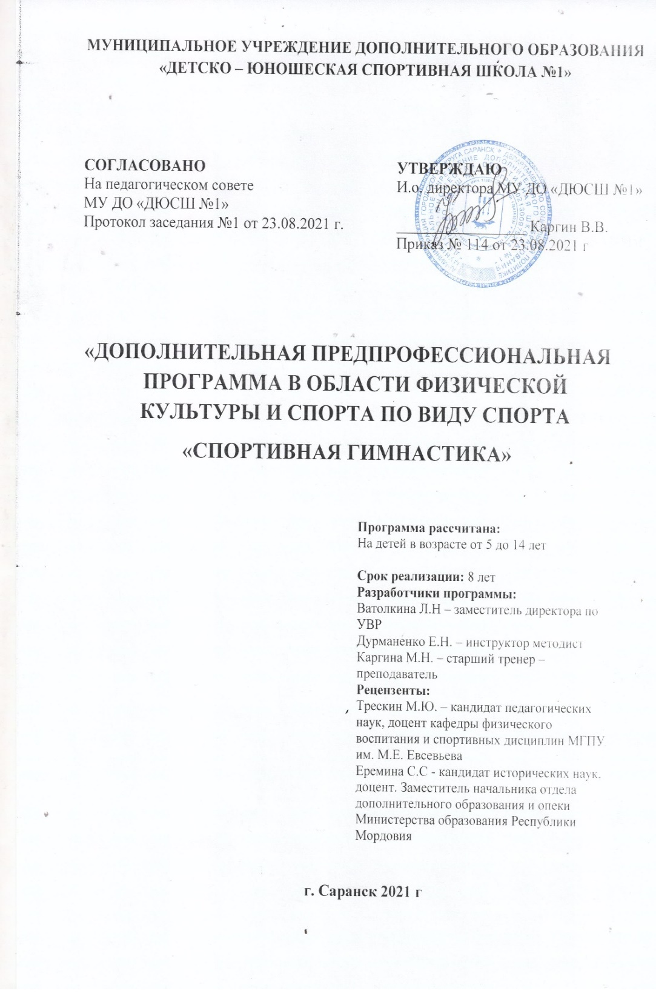 МУНИЦИПАЛЬНОЕ УЧРЕЖДЕНИЕ ДОПОЛНИТЕЛЬНОГО ОБРАЗОВАНИЯ
«ДЕТСКО – ЮНОШЕСКАЯ СПОРТИВНАЯ ШКОЛА №1»
СОГЛАСОВАНО
На педагогическом совете
МУ ДО «ДЮСШ №1»
Протокол заседания №1 от 23.08.2021 г.
УТВЕРЖДАЮ
И.о. директора МУ ДО «ДЮСШ №1»
Каргин В.В.
Приказ № 114 от 23.08.2021 г
«ДОПОЛНИТЕЛЬНАЯ ПРЕДПРОФЕССИОНАЛЬНАЯ
ПРОГРАММА В ОБЛАСТИ ФИЗИЧЕСКОЙ
КУЛЬТУРЫ И СПОРТА ПО ВИДУ СПОРТА
«СПОРТИВНАЯ ГИМНАСТИКА»
Программа рассчитана:
На детей в возрасте от 5 до 14 лет
Срок реализации: 8 лет
Разработчики программы:
Ватолкина Л.Н – заместитель директора по
УВР
Дурманенко Е.Н. – инструктор методист
Каргина М.Н. – старший тренер –
преподаватель
Рецензенты:
Трескин М.Ю. – кандидат педагогических
наук, доцент кафедры физического
воспитания и спортивных дисциплин МГПУ
им. М.Е. Евсевьева
Еремина С.С - кандидат исторических наук.
доцент. Заместитель начальника отдела
дополнительного образования и опеки
Министерства образования Республики
Мордовия
г. Саранск 2021 г